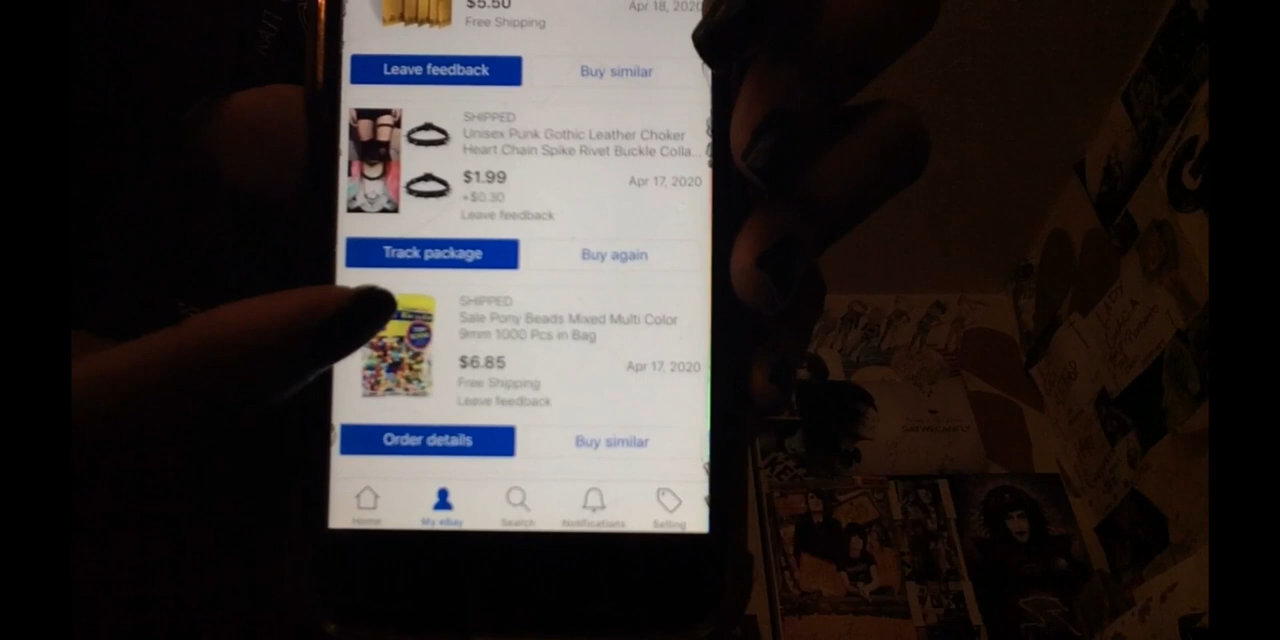 $5.50
Apr 18, 2020
Free Shipping
Leave feedback
Buy similar
SHIPPED
Unisex Punk Gothic Leather Choker
Heart Chain Spike Rivet Buckle Colla...
$1.99
Apr 17, 2020
+$0.30
Leave feedback
Track package
Buy again
SHIPPED
Sale Pony Beads Mixed Multi Color
9mm 1000 Pcs in Bag
$6.85
Apr 17, 2020
Free Shipping
Leave feedback
Order details
Buy similar
Home
My eBay
Search
Notifications
Selling